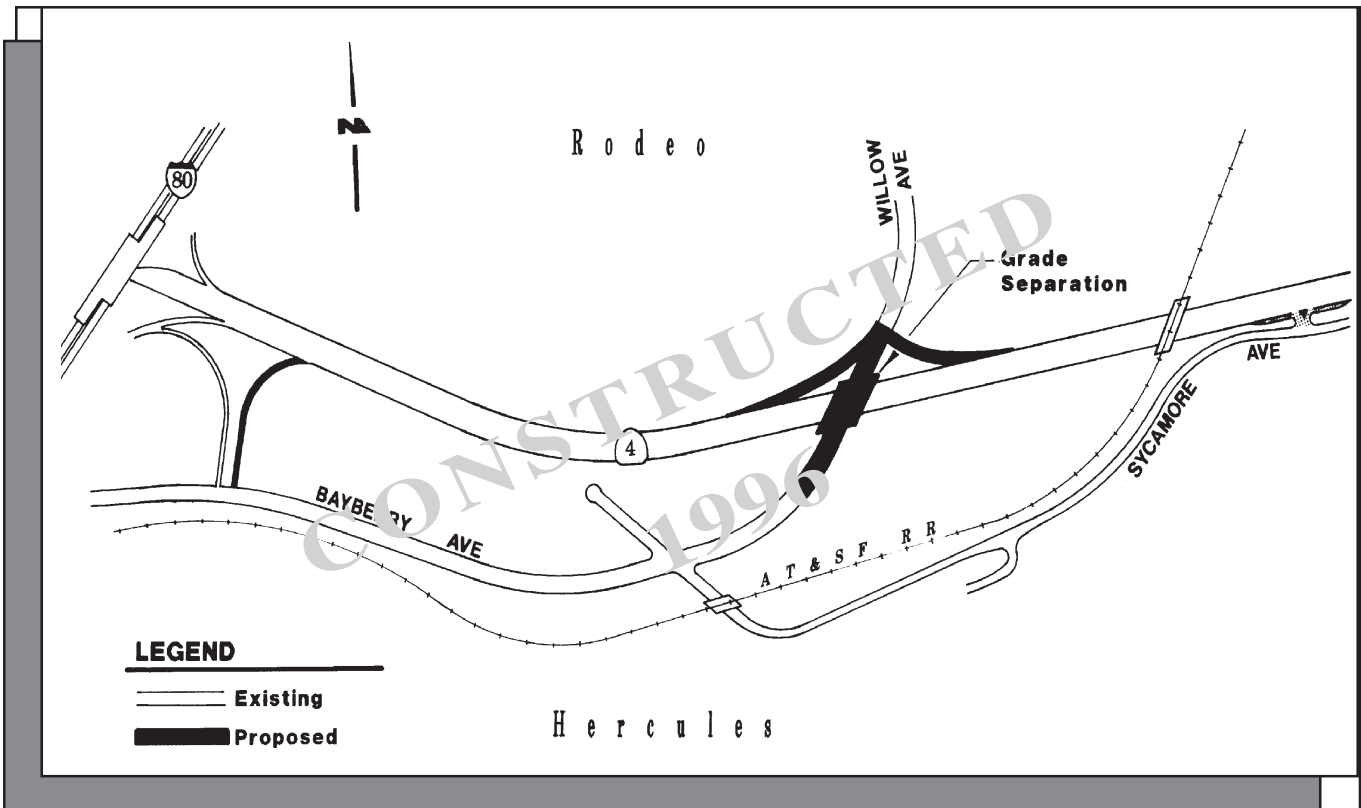 N
Rodeo
80
WILLOW
AVE
Grade
Separation
CONSTRUCTED
1996
4
AVE
SYCAMORE
BAYBERRY
AVE
AT&SF RR
LEGEND
Existing
Proposed
Hercules